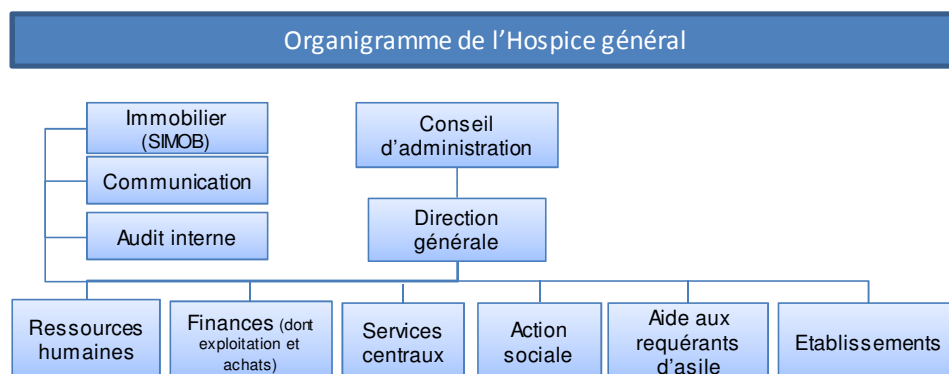 Organigramme de l'Hospice général
Immobilier
(SIMOB)
Communication
Audit interne
Conseil
d'administration
Direction
générale
Ressources
humaines
Finances (dont
exploitation et
achats)
Services
centraux
Action
sociale
Aide aux
requérants
d'asile
Etablissements